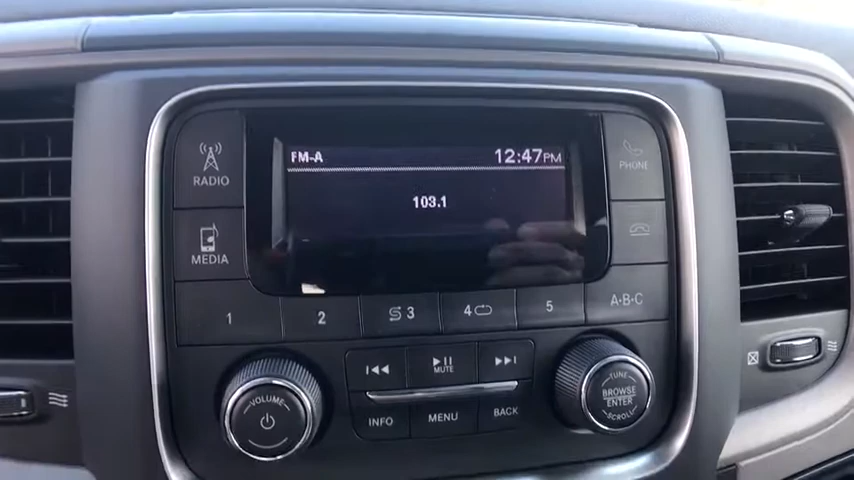 FM-A 12:47PM
103.1
RADIO
MEDIA
PHONE
1 2 3 4 5 A·B·C
MUTE
INFO MENU BACK
VOLUME
TUNE
BROWSE
ENTER
SCROLL